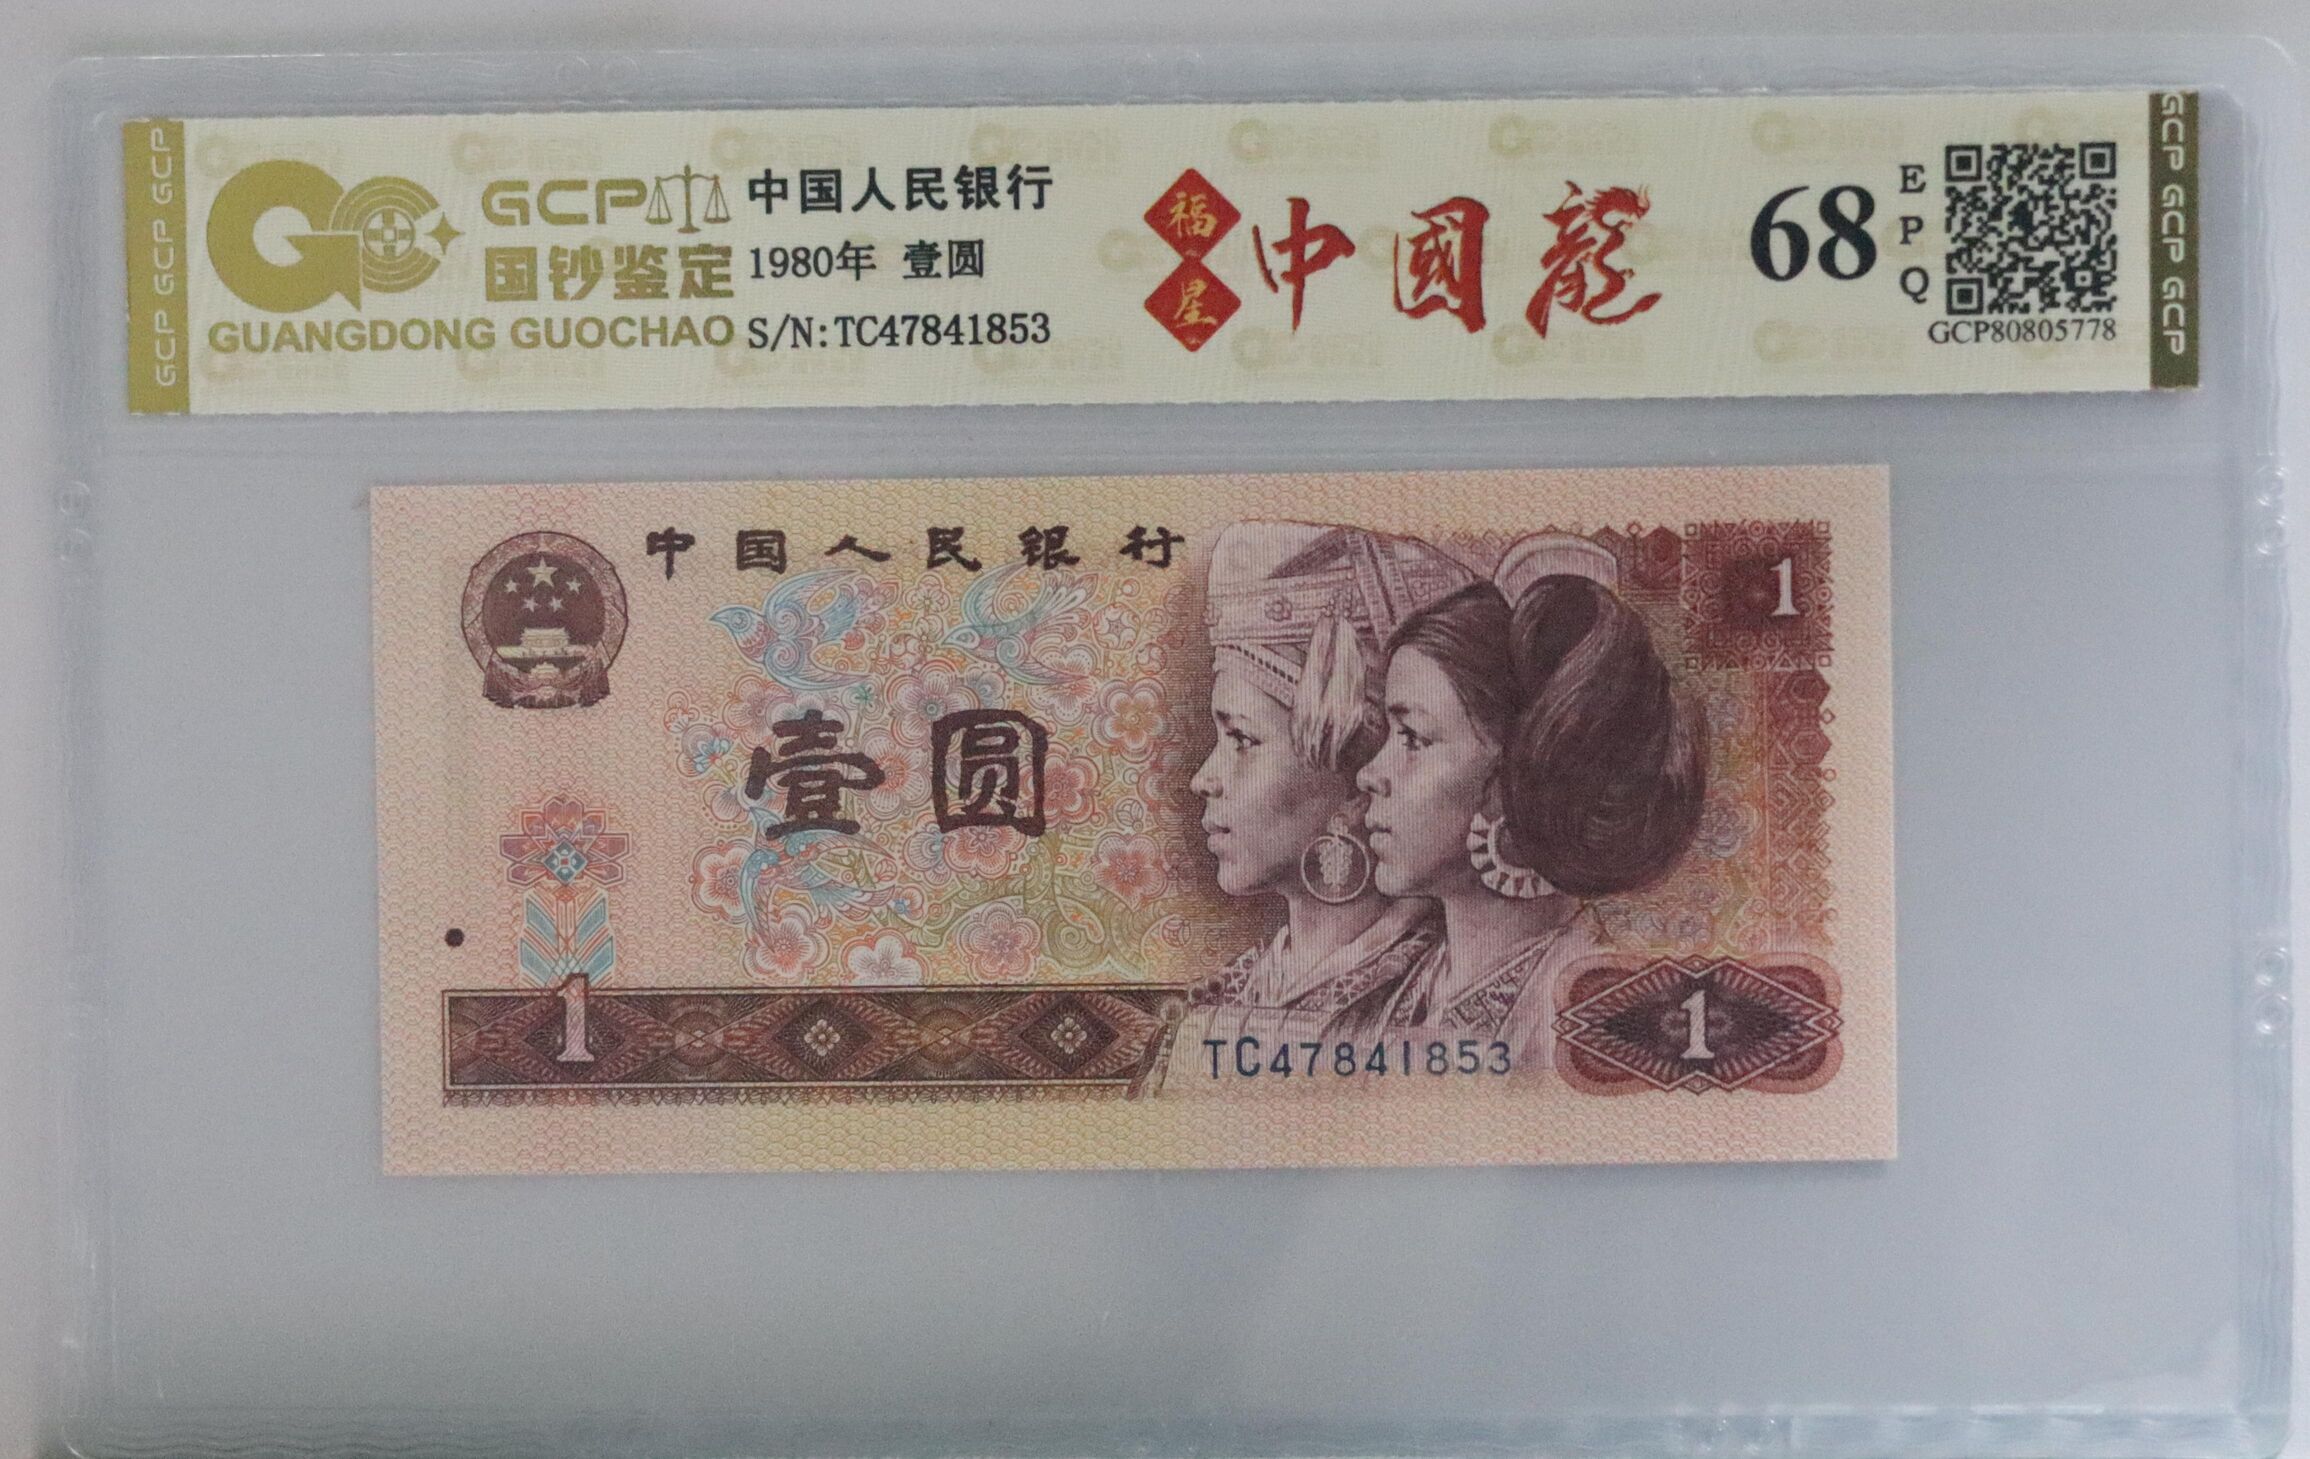 GCP GCP GCP
GCP
国钞鉴定
GUANGDONG GUOCHAO
中国人民银行
1980年 壹圆
S/N:TC47841853
福星
中國龍
68
EPQ
GCP80805778
GCP GCP GCP
中国人民银行
1
壹圆
1
TC47841853
1